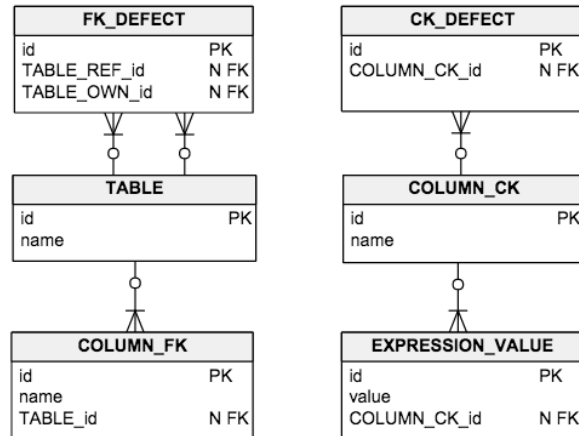 FK_DEFECT
id PK
TABLE_REF_id N FK
TABLE_OWN_id N FK
TABLE
id PK
name
COLUMN_FK
id PK
name
TABLE_id N FK
CK_DEFECT
id PK
COLUMN_CK_id N FK
COLUMN_CK
id PK
name
EXPRESSION_VALUE
id PK
value
COLUMN_CK_id N FK